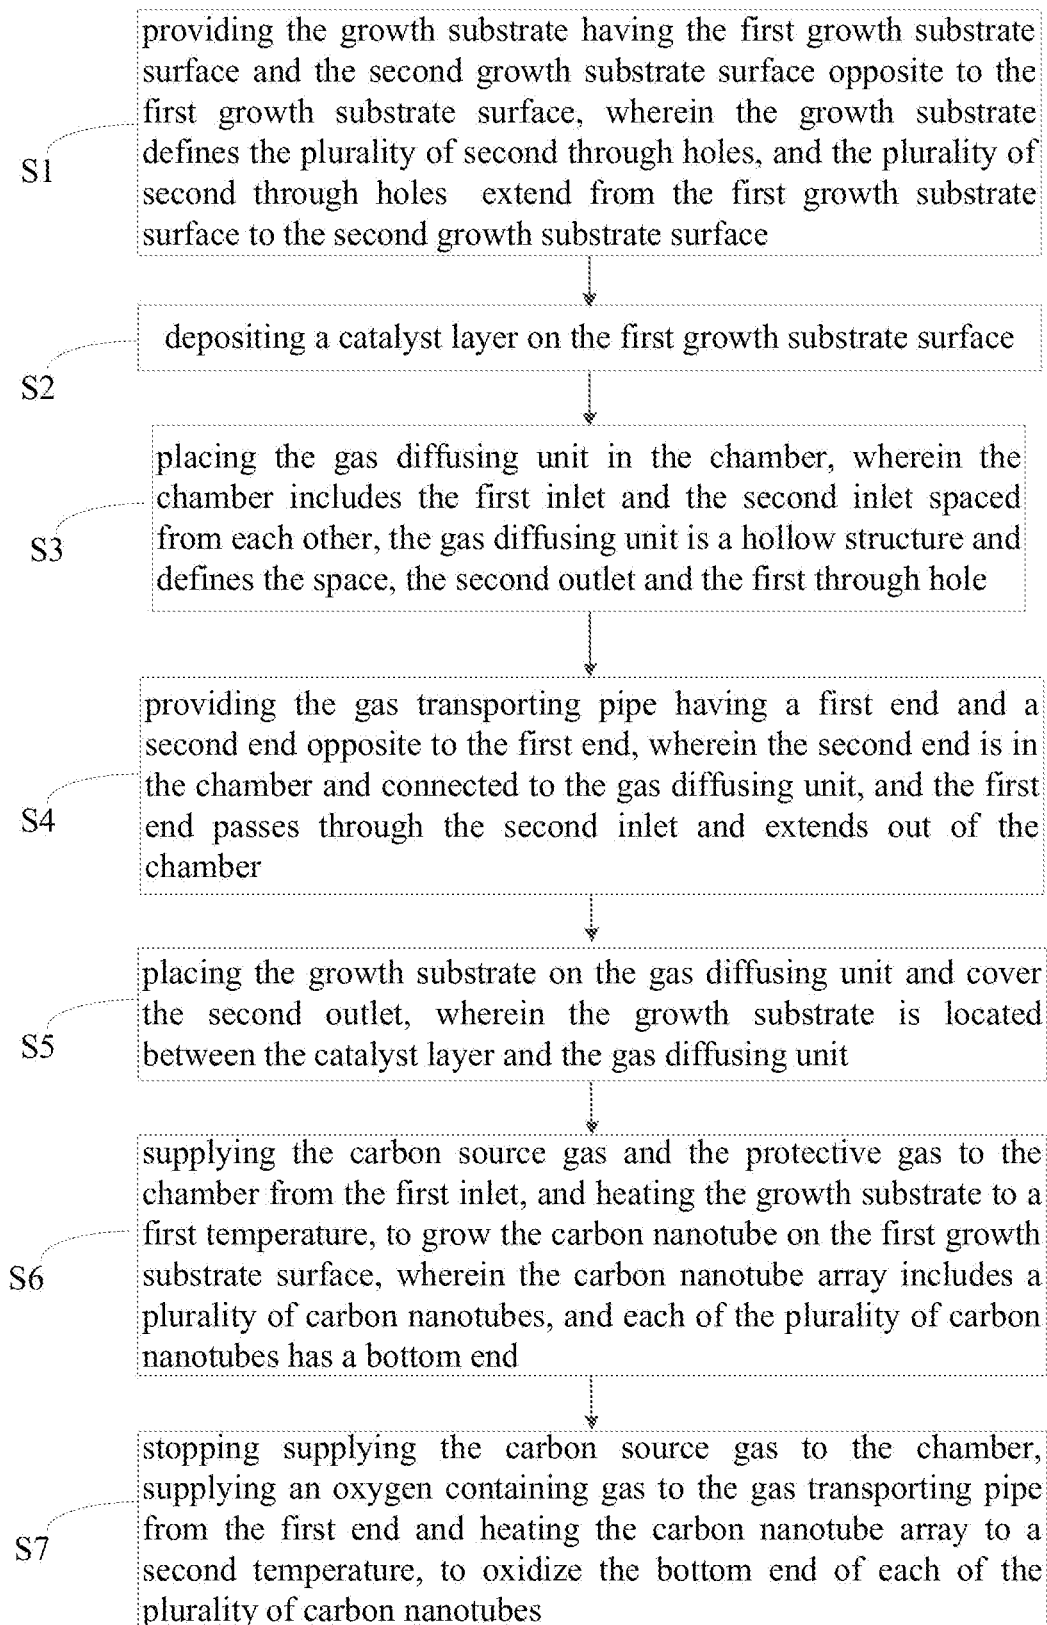 providing the growth substrate having the first growth substrate
surface and the second growth substrate surface opposite to the
first growth substrate surface, wherein the growth substrate
defines the plurality of second through holes, and the plurality of
second through holes extend from the first growth substrate
surface to the second growth substrate surface
S1
depositing a catalyst layer on the first growth substrate surface
S2
placing the gas diffusing unit in the chamber, wherein the
chamber includes the first inlet and the second inlet spaced
from each other, the gas diffusing unit is a hollow structure and
defines the space, the second outlet and the first through hole
S3
providing the gas transporting pipe having a first end and a
second end opposite to the first end, wherein the second end is in
the chamber and connected to the gas diffusing unit, and the first
end passes through the second inlet and extends out of the
chamber
S4
placing the growth substrate on the gas diffusing unit and cover
the second outlet, wherein the growth substrate is located
between the catalyst layer and the gas diffusing unit
S5
supplying the carbon source gas and the protective gas to the
chamber from the first inlet, and heating the growth substrate to a
first temperature, to grow the carbon nanotube on the first growth
substrate surface, wherein the carbon nanotube array includes a
plurality of carbon nanotubes, and each of the plurality of carbon
nanotubes has a bottom end
S6
stopping supplying the carbon source gas to the chamber,
supplying an oxygen containing gas to the gas transporting pipe
from the first end and heating the carbon nanotube array to a
second temperature, to oxidize the bottom end of each of the
plurality of carbon nanotubes
S7